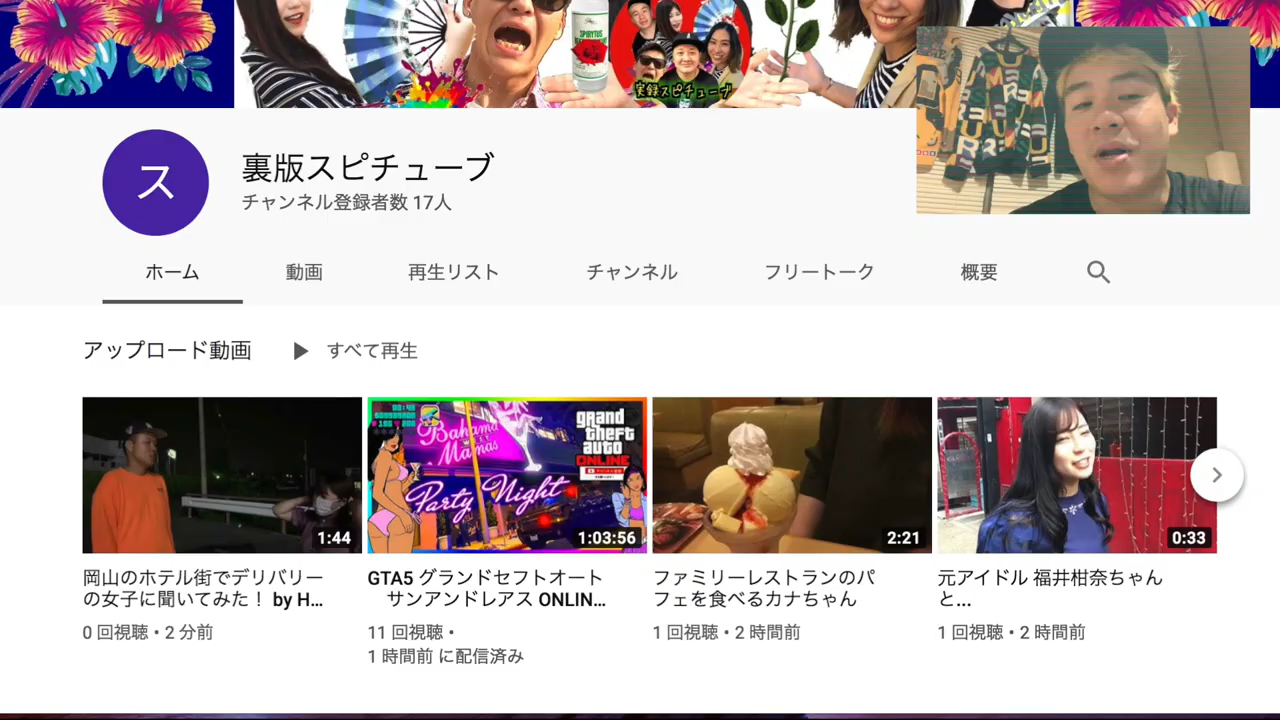 SPIRYTUS
実録スピチューブ
ス
裏版スピチューブ
チャンネル登録者数 17人
ホーム
動画
再生リスト
チャンネル
フリートーク
概要
アップロード動画
すべて再生
1:44
Bahama
Mamas
Party Night
grand
theft
auto
ONLINE
1:03:56
2:21
0:33
岡山のホテル街でデリバリー
の女子に聞いてみた! by H...
0 回視聴・2 分前
GTA5 グランドセフトオート
サンアンドレアス ONLIN...
11 回視聴・
1 時間前 に配信済み
ファミリーレストランのパ
フェを食べるカナちゃん
1 回視聴・2 時間前
元アイドル 福井柑奈ちゃん
と...
1 回視聴・2 時間前